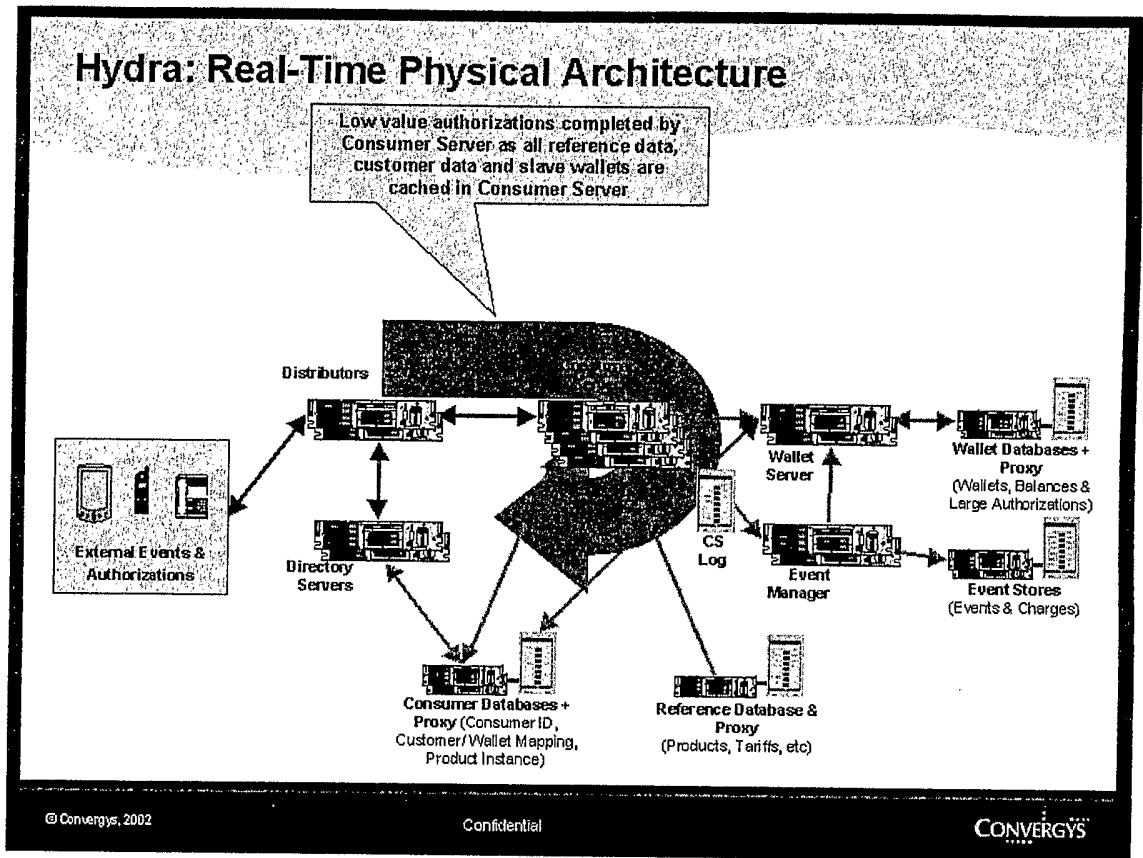 Hydra: Real-Time Physical Architecture
Low value authorizations completed by
Consumer Server as all reference data,
customer data and slave wallets are
cached in Consumer Server
Distributors
External Events &
Authorizations
Directory
Servers
Wallet
Server
Wallet Databases +
Proxy
(Wallets, Balances &
Large Authorizations)
CS
Log
Event
Manager
Event Stores
(Events & Charges)
Consumer Databases +
Proxy (Consumer ID,
Customer/Wallet Mapping,
Product Instance)
Reference Database &
Proxy
(Products, Tariffs, etc)
© Convergys, 2002
Confidential
CONVERGYS